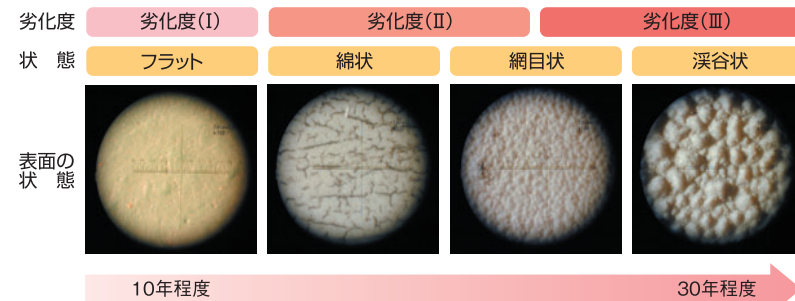 劣化度 劣化度(Ⅰ) 劣化度(Ⅱ) 劣化度(Ⅲ)
状 態 フラット 綿状 網目状 渓谷状
表面の
状 態
10年程度 30年程度